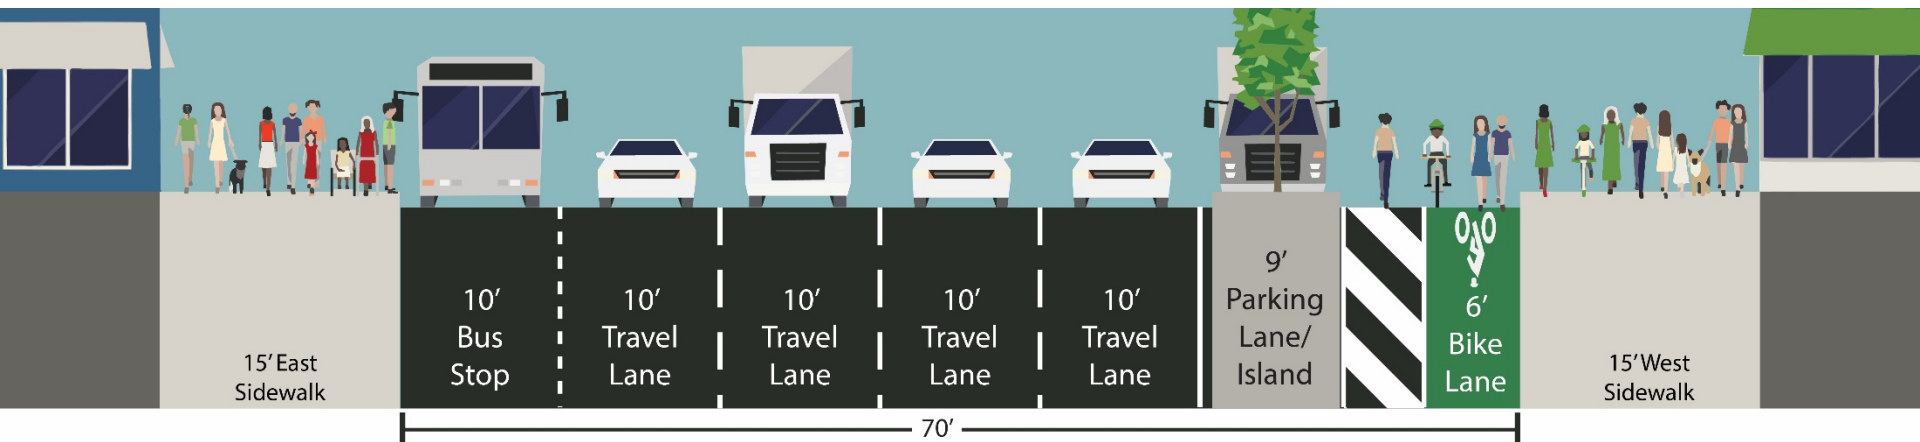 15' East
Sidewalk
10'
Bus
Stop
10'
Travel
Lane
10'
Travel
Lane
10'
Travel
Lane
10'
Travel
Lane
9'
Parking
Lane/
Island
6'
Bike
Lane
15' West
Sidewalk
70'